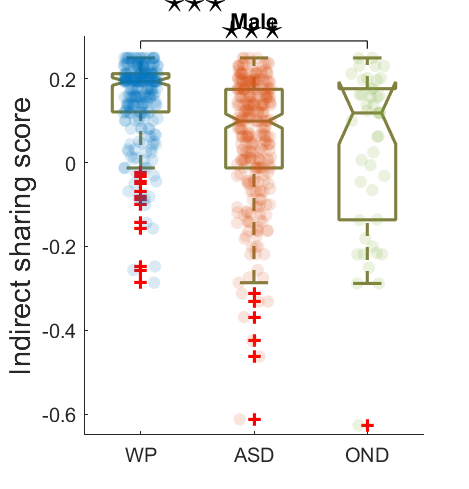 ★★★
Male
★★★
Indirect sharing score
0.2
0
-0.2
-0.4
-0.6
WP ASD OND